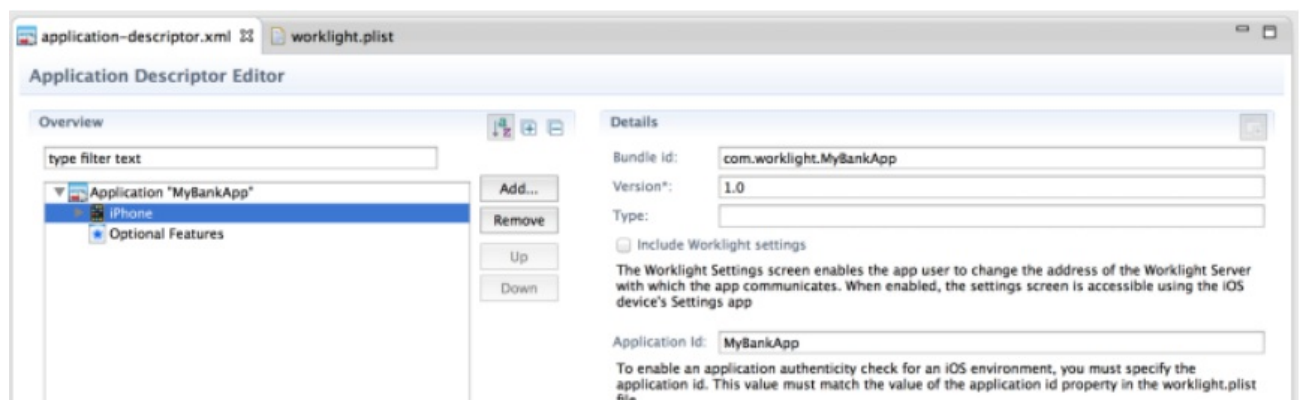 application-descriptor.xml
worklight.plist
Application Descriptor Editor
Overview
type filter text
Application "MyBankApp"
iPhone
Optional Features
Add...
Remove
Up
Down
Details
Bundle id: com.worklight.MyBankApp
Version*: 1.0
Type:
Include Worklight settings
The Worklight Settings screen enables the app user to change the address of the Worklight Server
with which the app communicates. When enabled, the settings screen is accessible using the iOS
device's Settings app
Application Id: MyBankApp
To enable an application authenticity check for an iOS environment, you must specify the
application id. This value must match the value of the application id property in the worklight.plist
file